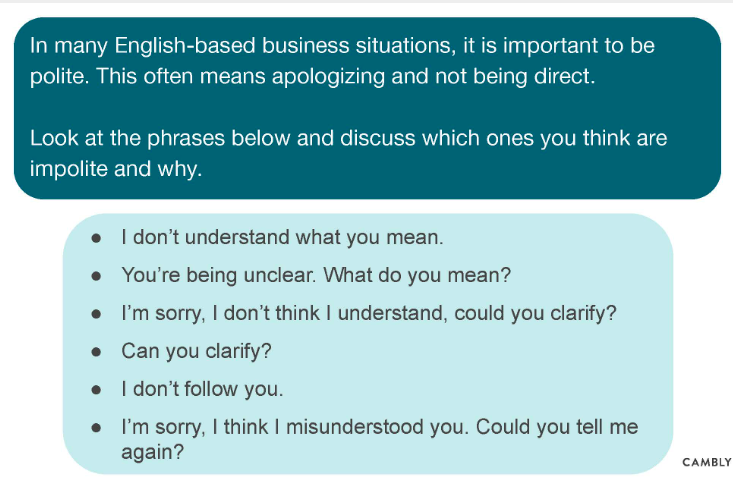 In many English-based business situations, it is important to be
polite. This often means apologizing and not being direct.
Look at the phrases below and discuss which ones you think are
impolite and why.
● I don’t understand what you mean.
● You’re being unclear. What do you mean?
● I’m sorry, I don’t think I understand, could you clarify?
● Can you clarify?
● I don’t follow you.
● I’m sorry, I think I misunderstood you. Could you tell me
again?
CAMBLY